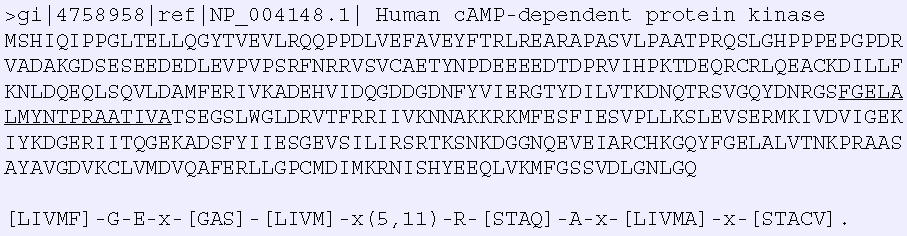 >gi|4758958|ref|NP_004148.1| Human cAMP-dependent protein kinase
MSHIQIPPGLTELLQGYTVEVLRQQPPDLVEFAVEYFTRLREARAPASVLPAATPRQSLGHPPPEPGPDR
VADAKGDSESEEDEDLEVPVPSRFNRRVSVCAETYNPDEEEEDTDPRVIHPKTDEQRCRLQEACKDILLF
KNLDQEQLSQVLDAMFERIVKADEHVIDQGDDGDNFYVIERGTYDILVTKDNQTRSVGQYDNRGSFGELA
LMYNTPRAATIVATSEGSLWGLDRVTFRRIIVKNNAKKRKMFESFIESVPLLKSLEVSERMKIVDVIGEK
IYKDGERIITQGEKADSFYIIESGEVSILIRSRTKSNKDGGNQEVEIARCHKGQYFGELALVTNKPRAAS
AYAVGDVKCLVMDVQAFERLLGPCMDIMKRNISHYEEQLVKMFGSSVDLGNLGQ
[LIVMF]-G-E-x-[GAS]-[LIVM]-x(5,11)-R-[STAQ]-A-x-[LIVMA]-x-[STACV].